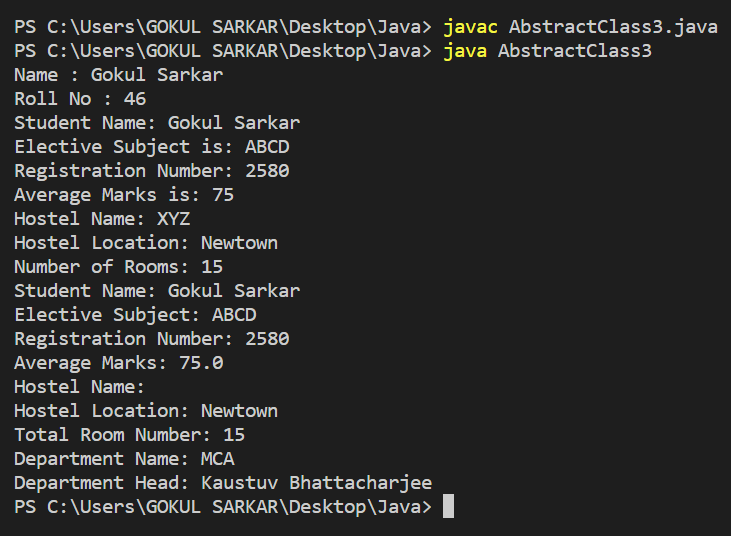 PS C:\Users\GOKUL SARKAR\Desktop\Java> javac AbstractClass3.java
PS C:\Users\GOKUL SARKAR\Desktop\Java> java AbstractClass3
Name : Gokul Sarkar
Roll No : 46
Student Name: Gokul Sarkar
Elective Subject is: ABCD
Registration Number: 2580
Average Marks is: 75
Hostel Name: XYZ
Hostel Location: Newtown
Number of Rooms: 15
Student Name: Gokul Sarkar
Elective Subject: ABCD
Registration Number: 2580
Average Marks: 75.0
Hostel Name:
Hostel Location: Newtown
Total Room Number: 15
Department Name: MCA
Department Head: Kaustuv Bhattacharjee
PS C:\Users\GOKUL SARKAR\Desktop\Java>